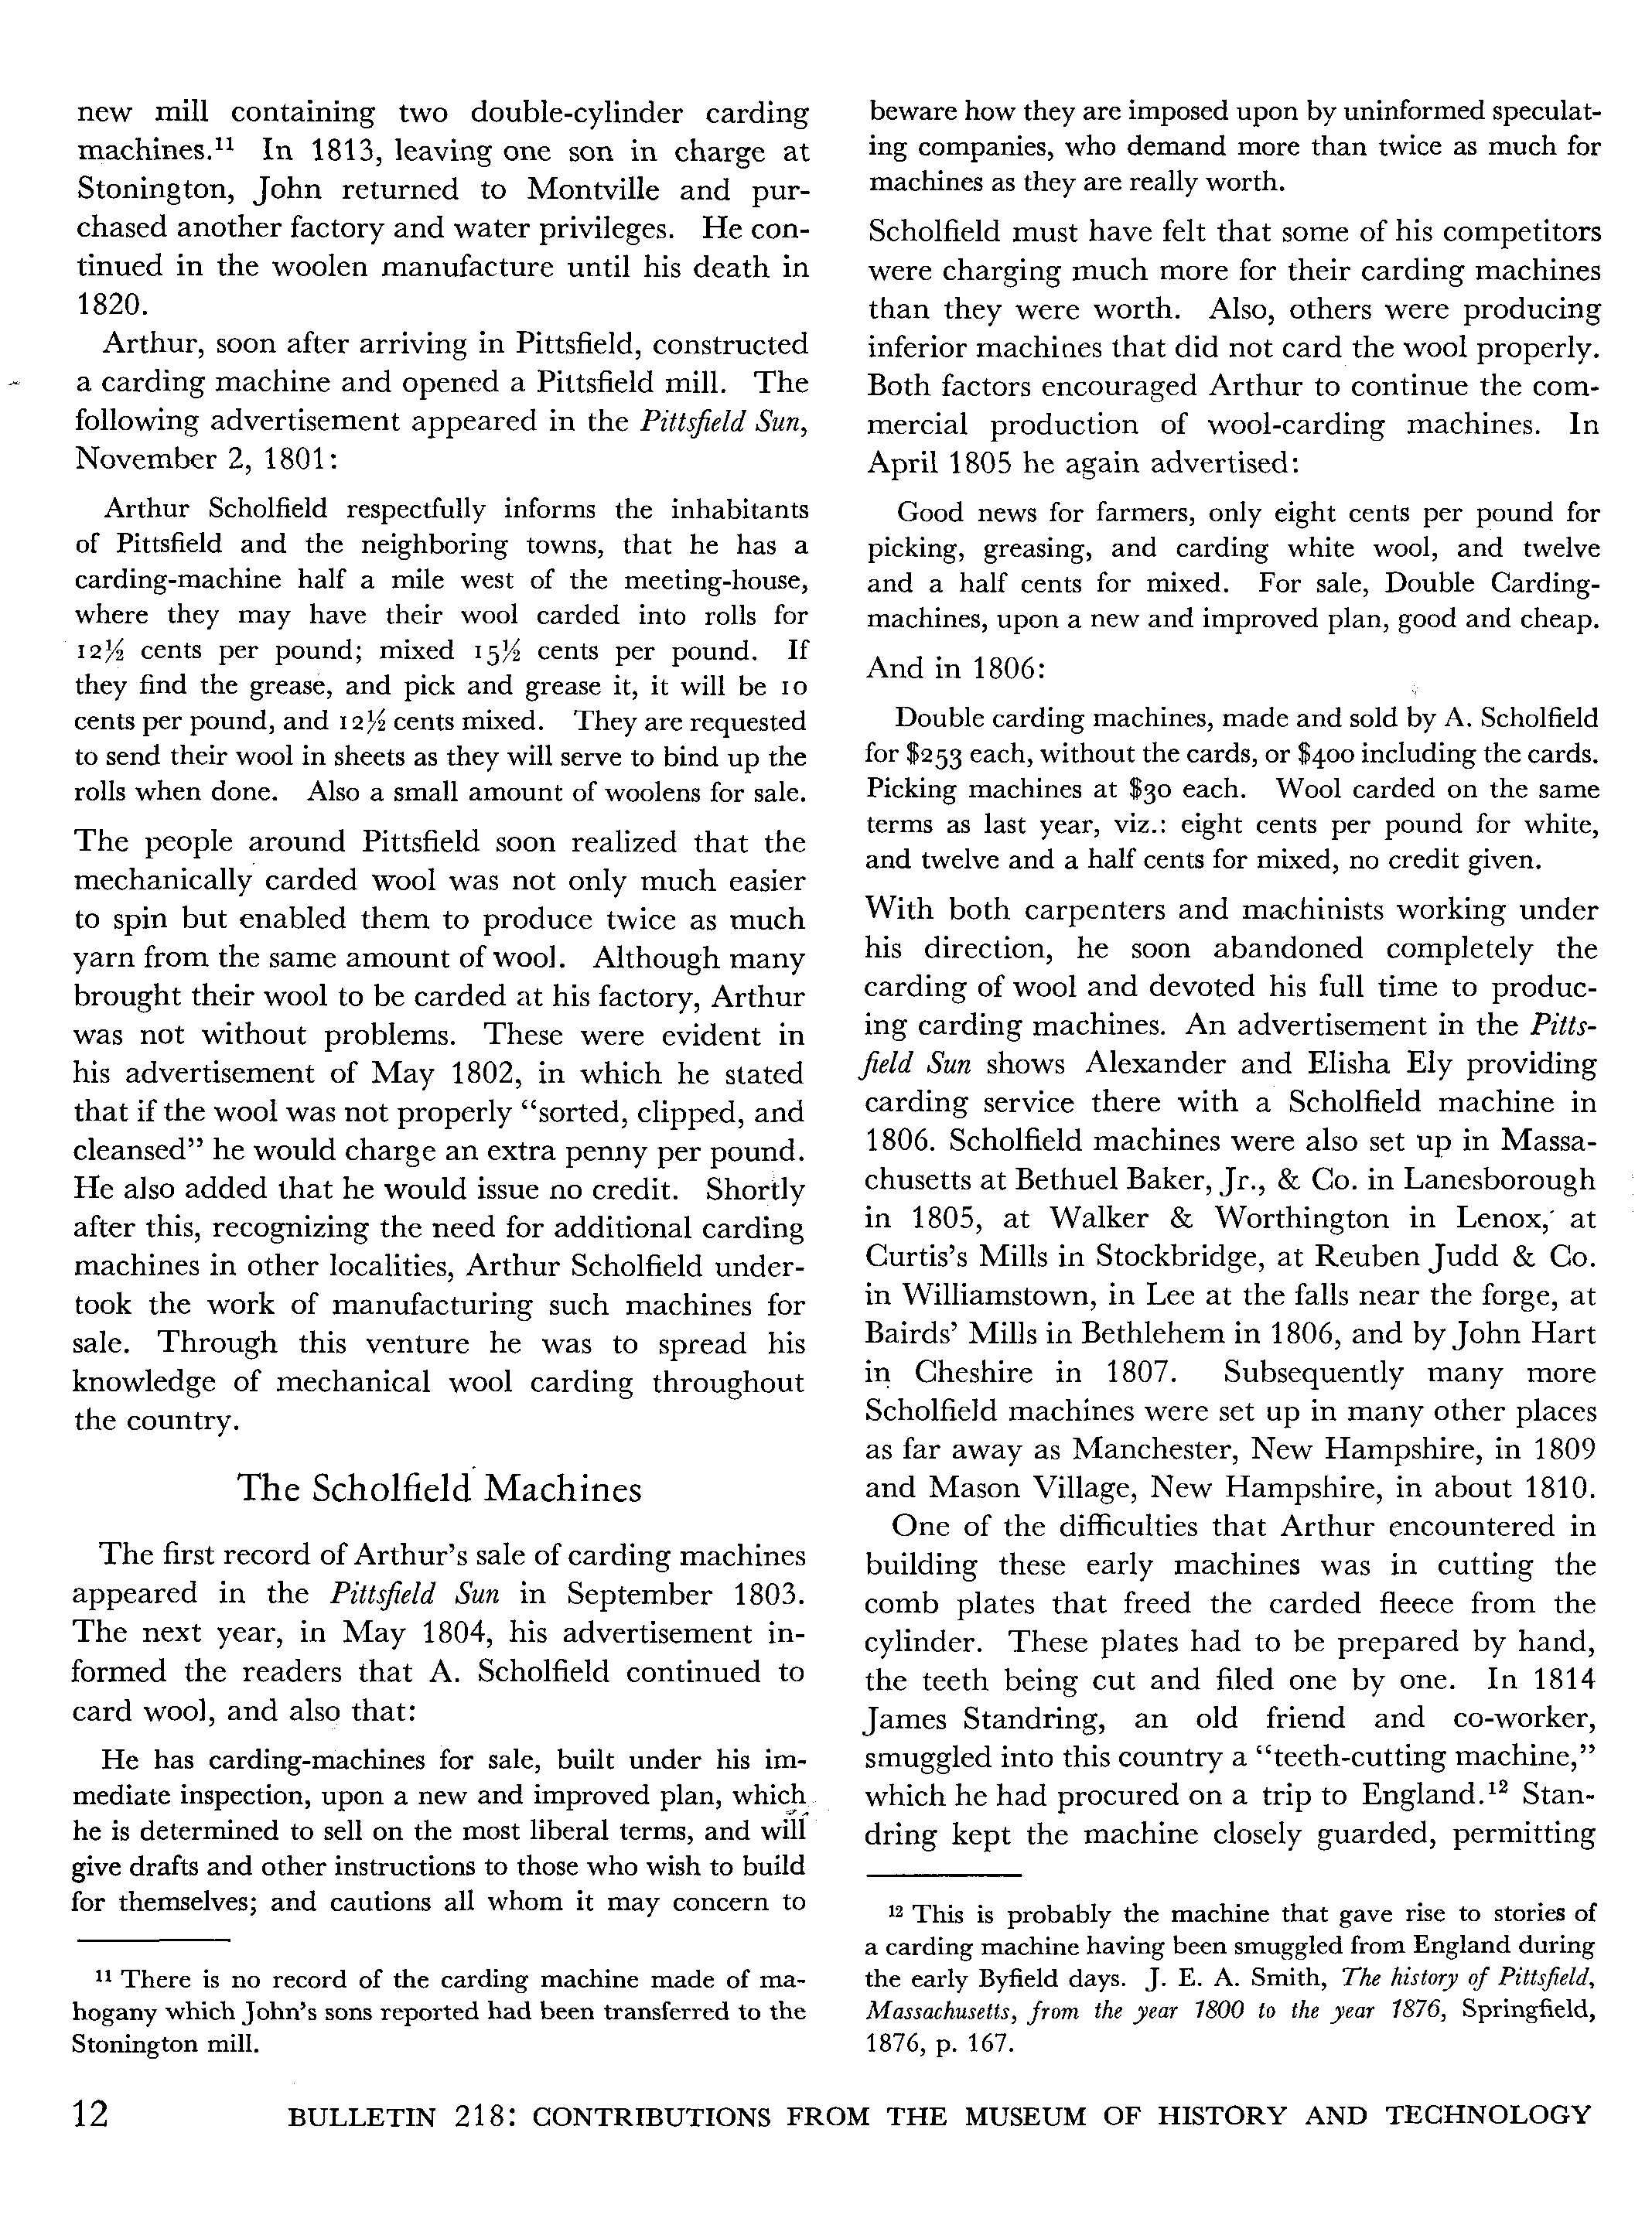 new mill containing two double-cylinder carding
machines.¹¹ In 1813, leaving one son in charge at
Stonington, John returned to Montville and pur-
chased another factory and water privileges. He con-
tinued in the woolen manufacture until his death in
1820.
Arthur, soon after arriving in Pittsfield, constructed
a carding machine and opened a Pittsfield mill. The
following advertisement appeared in the Pittsfield Sun,
November 2, 1801:
Arthur Scholfield respectfully informs the inhabitants
of Pittsfield and the neighboring towns, that he has a
carding-machine half a mile west of the meeting-house,
where they may have their wool carded into rolls for
12½ cents per pound; mixed 15½ cents per pound. If
they find the grease, and pick and grease it, it will be 10
cents per pound, and 12½ cents mixed. They are requested
to send their wool in sheets as they will serve to bind up the
rolls when done. Also a small amount of woolens for sale.
The people around Pittsfield soon realized that the
mechanically carded wool was not only much easier
to spin but enabled them to produce twice as much
yarn from the same amount of wool. Although many
brought their wool to be carded at his factory, Arthur
was not without problems. These were evident in
his advertisement of May 1802, in which he stated
that if the wool was not properly “sorted, clipped, and
cleansed” he would charge an extra penny per pound.
He also added that he would issue no credit. Shortly
after this, recognizing the need for additional carding
machines in other localities, Arthur Scholfield under-
took the work of manufacturing such machines for
sale. Through this venture he was to spread his
knowledge of mechanical wool carding throughout
the country.
The Scholfield Machines
The first record of Arthur’s sale of carding machines
appeared in the Pittsfield Sun in September 1803.
The next year, in May 1804, his advertisement in-
formed the readers that A. Scholfield continued to
card wool, and also that:
He has carding-machines for sale, built under his im-
mediate inspection, upon a new and improved plan, which
he is determined to sell on the most liberal terms, and will
give drafts and other instructions to those who wish to build
for themselves; and cautions all whom it may concern to
¹¹ There is no record of the carding machine made of ma-
hogany which John’s sons reported had been transferred to the
Stonington mill.
beware how they are imposed upon by uninformed speculat-
ing companies, who demand more than twice as much for
machines as they are really worth.
Scholfield must have felt that some of his competitors
were charging much more for their carding machines
than they were worth. Also, others were producing
inferior machines that did not card the wool properly.
Both factors encouraged Arthur to continue the com-
mercial production of wool-carding machines. In
April 1805 he again advertised:
Good news for farmers, only eight cents per pound for
picking, greasing, and carding white wool, and twelve
and a half cents for mixed. For sale, Double Carding-
machines, upon a new and improved plan, good and cheap.
And in 1806:
Double carding machines, made and sold by A. Scholfield
for $253 each, without the cards, or $400 including the cards.
Picking machines at $30 each. Wool carded on the same
terms as last year, viz.: eight cents per pound for white,
and twelve and a half cents for mixed, no credit given.
With both carpenters and machinists working under
his direction, he soon abandoned completely the
carding of wool and devoted his full time to produc-
ing carding machines. An advertisement in the Pitts-
field Sun shows Alexander and Elisha Ely providing
carding service there with a Scholfield machine in
1806. Scholfield machines were also set up in Massa-
chusetts at Bethuel Baker, Jr., & Co. in Lanesborough
in 1805, at Walker & Worthington in Lenox, at
Curtis’s Mills in Stockbridge, at Reuben Judd & Co.
in Williamstown, in Lee at the falls near the forge, at
Bairds’ Mills in Bethlehem in 1806, and by John Hart
in Cheshire in 1807. Subsequently many more
Scholfield machines were set up in many other places
as far away as Manchester, New Hampshire, in 1809
and Mason Village, New Hampshire, in about 1810.
One of the difficulties that Arthur encountered in
building these early machines was in cutting the
comb plates that freed the carded fleece from the
cylinder. These plates had to be prepared by hand,
the teeth being cut and filed one by one. In 1814
James Standring, an old friend and co-worker,
smuggled into this country a “teeth-cutting machine,”
which he had procured on a trip to England.¹² Stan-
dring kept the machine closely guarded, permitting
¹² This is probably the machine that gave rise to stories of
a carding machine having been smuggled from England during
the early Byfield days. J. E. A. Smith, The history of Pittsfield,
Massachusetts, from the year 1800 to the year 1876, Springfield,
1876, p. 167.
12 BULLETIN 218: CONTRIBUTIONS FROM THE MUSEUM OF HISTORY AND TECHNOLOGY